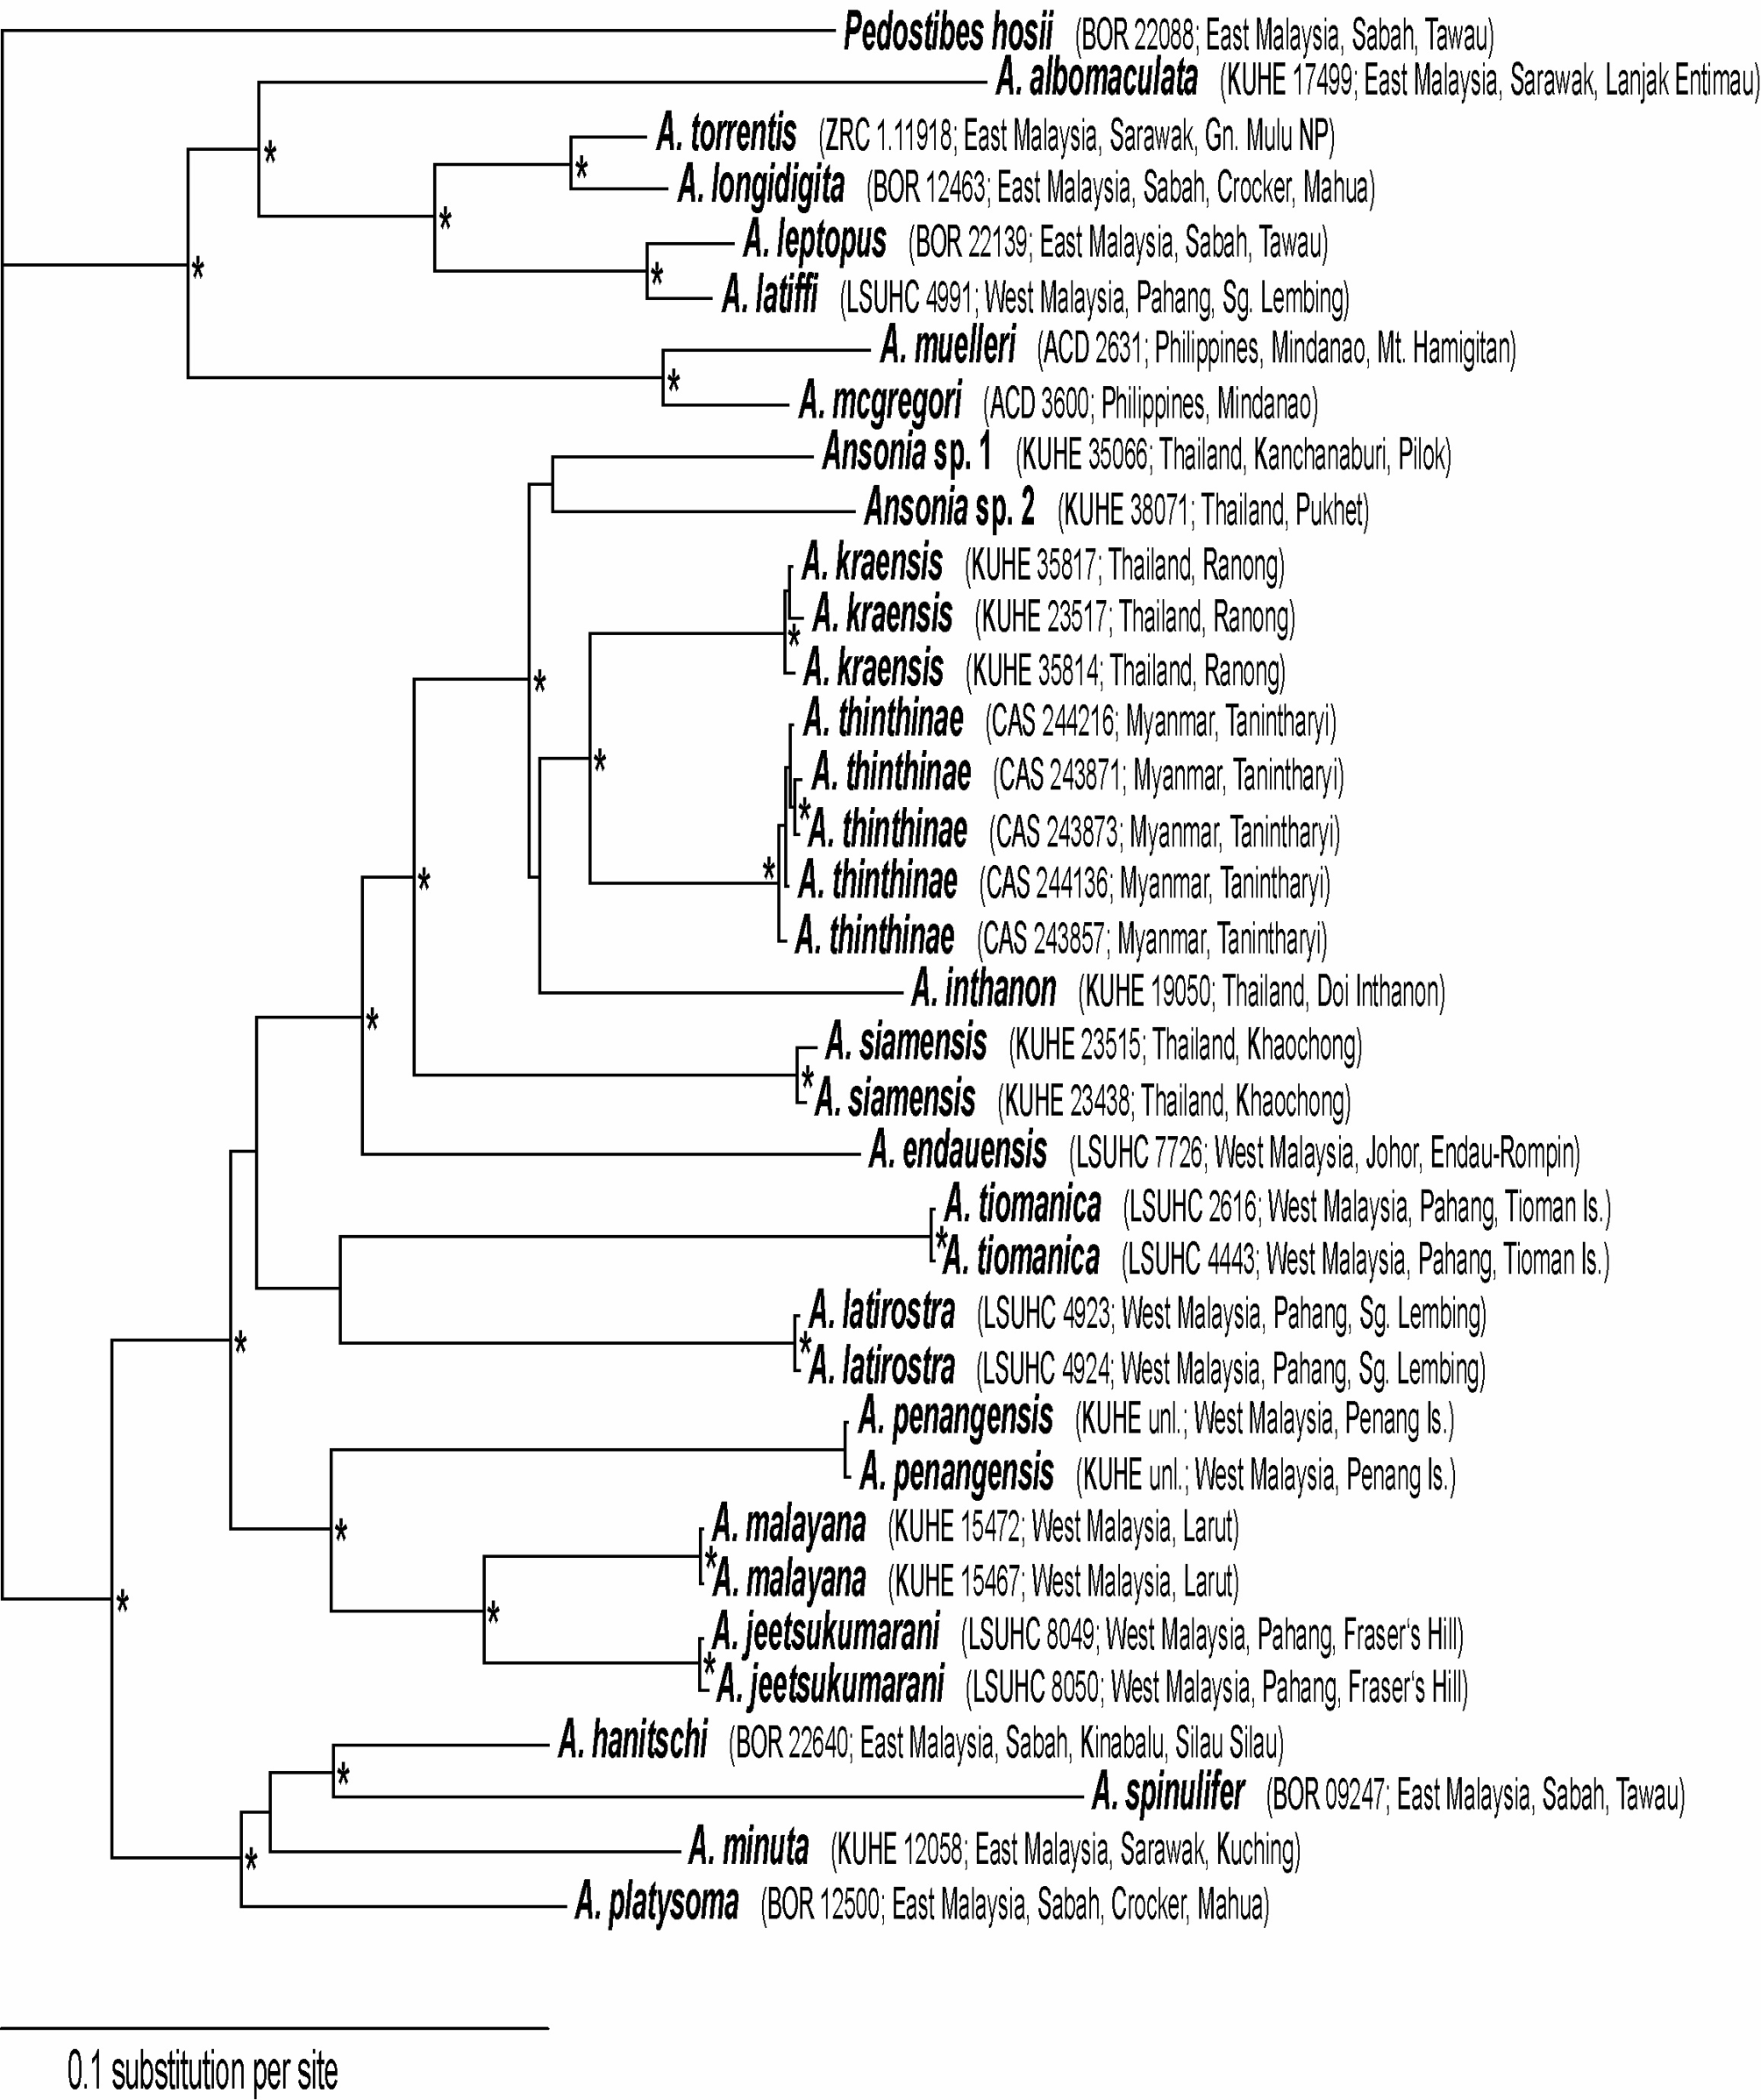 Pedostibes hosii (BOR 22088; East Malaysia, Sabah, Tawau)
A. albomaculata (KUHE 17499; East Malaysia, Sarawak, Lanjak Entimau)
*
A. torrentis (ZRC 1.11918; East Malaysia, Sarawak, Gn. Mulu NP)
*
A. longidigita (BOR 12463; East Malaysia, Sabah, Crocker, Mahua)
*
A. leptopus (BOR 22139; East Malaysia, Sabah, Tawau)
* *
A. latiffi (LSUHC 4991; West Malaysia, Pahang, Sg. Lembing)
A. muelleri (ACD 2631; Philippines, Mindanao, Mt. Hamigitan)
*
A. mcgregori (ACD 3600; Philippines, Mindanao)
Ansonia sp. 1 (KUHE 35066; Thailand, Kanchanaburi, Pilok)
Ansonia sp. 2 (KUHE 38071; Thailand, Pukhet)
A. kraensis (KUHE 35817; Thailand, Ranong)
A. kraensis (KUHE 23517; Thailand, Ranong)
*
A. kraensis (KUHE 35814; Thailand, Ranong)
*
A. thinthinae (CAS 244216; Myanmar, Tanintharyi)
*
A. thinthinae (CAS 243871; Myanmar, Tanintharyi)
*
A. thinthinae (CAS 243873; Myanmar, Tanintharyi)
* *
A. thinthinae (CAS 244136; Myanmar, Tanintharyi)
A. thinthinae (CAS 243857; Myanmar, Tanintharyi)
A. inthanon (KUHE 19050; Thailand, Doi Inthanon)
*
A. siamensis (KUHE 23515; Thailand, Khaochong)
*
A. siamensis (KUHE 23438; Thailand, Khaochong)
A. endauensis (LSUHC 7726; West Malaysia, Johor, Endau-Rompin)
A. tiomanica (LSUHC 2616; West Malaysia, Pahang, Tioman Is.)
*
A. tiomanica (LSUHC 4443; West Malaysia, Pahang, Tioman Is.)
A. latirostra (LSUHC 4923; West Malaysia, Pahang, Sg. Lembing)
* *
A. latirostra (LSUHC 4924; West Malaysia, Pahang, Sg. Lembing)
A. penangensis (KUHE unl.; West Malaysia, Penang Is.)
A. penangensis (KUHE unl.; West Malaysia, Penang Is.)
A. malayana (KUHE 15472; West Malaysia, Larut)
* *
A. malayana (KUHE 15467; West Malaysia, Larut)
* *
A. jeetsukumarani (LSUHC 8049; West Malaysia, Pahang, Fraser's Hill)
*
A. jeetsukumarani (LSUHC 8050; West Malaysia, Pahang, Fraser's Hill)
A. hanitschi (BOR 22640; East Malaysia, Sabah, Kinabalu, Silau Silau)
*
A. spinulifer (BOR 09247; East Malaysia, Sabah, Tawau)
A. minuta (KUHE 12058; East Malaysia, Sarawak, Kuching)
*
A. platysoma (BOR 12500; East Malaysia, Sabah, Crocker, Mahua)
0.1 substitution per site